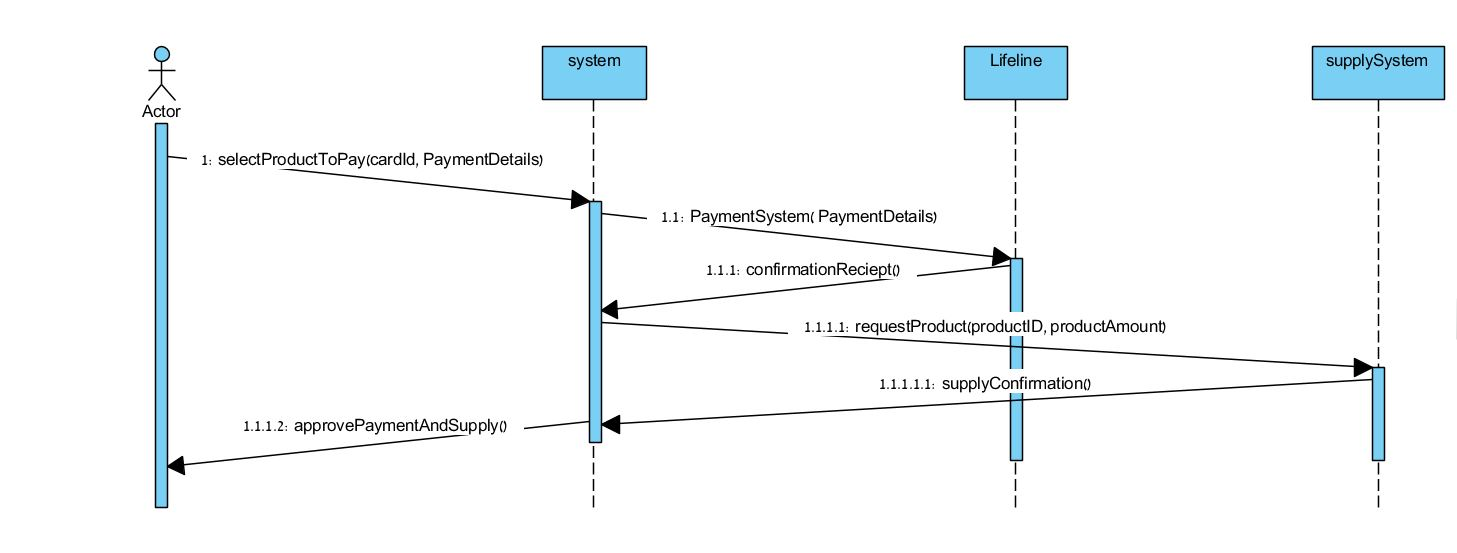 system
Lifeline
supplySystem
Actor
1: selectProductToPay(cardId, PaymentDetails)
1.1: PaymentSystem( PaymentDetails)
1.1.1: confirmationReciept()
1.1.1.1: requestProduct(productID, productAmount)
1.1.1.1.1: supplyConfirmation()
1.1.1.2: approvePaymentAndSupply()